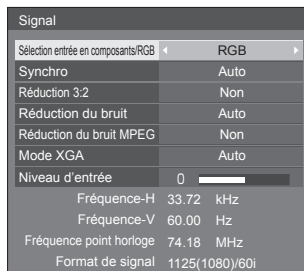 Signal
Sélection entrée en composants/RGB RGB
Synchro Auto
Réduction 3:2 Non
Réduction du bruit Auto
Réduction du bruit MPEG Non
Mode XGA Auto
Niveau d'entrée 0
Fréquence-H 33.72 kHz
Fréquence-V 60.00 Hz
Fréquence point horloge 74.18 MHz
Format de signal 1125(1080)/60i